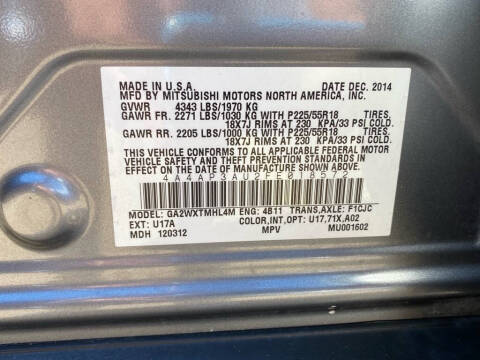 MADE IN U.S.A. DATE DEC. 2014
MFD BY MITSUBISHI MOTORS NORTH AMERICA, INC.
GVWR 4343 LBS/1970 KG
GAWR FR. 2271 LBS/1030 KG WITH P225/55R18 TIRES,
18X7J RIMS AT 230 KPA/33 PSI COLD.
GAWR RR. 2205 LBS/1000 KG WITH P225/55R18 TIRES,
18X7J RIMS AT 230 KPA/33 PSI COLD.
THIS VEHICLE CONFORMS TO ALL APPLICABLE FEDERAL MOTOR
VEHICLE SAFETY AND THEFT PREVENTION STANDARDS IN
EFFECT ON THE DATE OF MANUFACTURE SHOWN ABOVE.
4A4AP3AU2FE018572
MODEL: GA2WXTMHL4M ENG: 4B11 TRANS,AXLE: F1CJC
EXT: U17A COLOR,INT,OPT: U17,71X,A02
MDH 120312 MPV MU001602